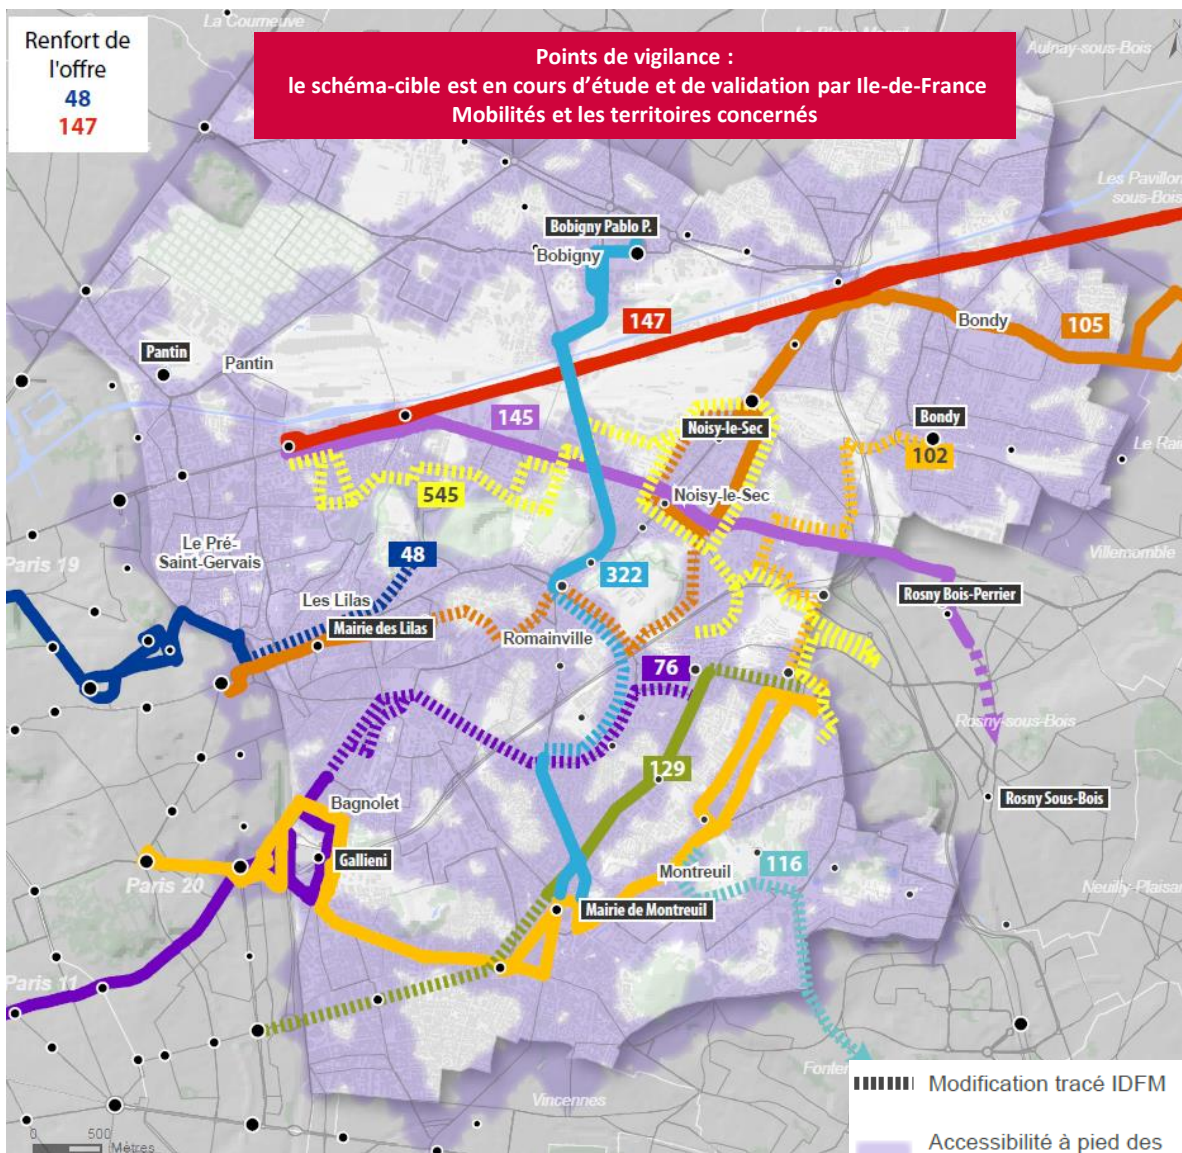 La Courneuve
Renfort de
l'offre
48
147
Points de vigilance :
le schéma-cible est en cours d'étude et de validation par Ile-de-France
Mobilités et les territoires concernés
Aulnay-sous-Bois
N
Les Pavillon
sous-Bois
Bobigny Pablo P.
Bobigny
147
Bondy
105
Pantin
Pantin
145
Noisy-le-Sec
Bondy
102
Le Rai
545
Noisy-le-Sec
Le Pré-
Saint-Gervais
48
Paris 19
322
Villemomble
Les Lilas
Rosny Bois-Perrier
Mairie des Lilas
Romainville
76
Rosny-sous-Bois
129
Bagnolet
Rosny Sous-Bois
Gallieni
116
Montreuil
Paris 20
Neuilly-Plaisan
Mairie de Montreuil
Paris 11
Fonten
Modification tracé IDFM
Vincennes
0 500
Mètres
Accessibilité à pied des